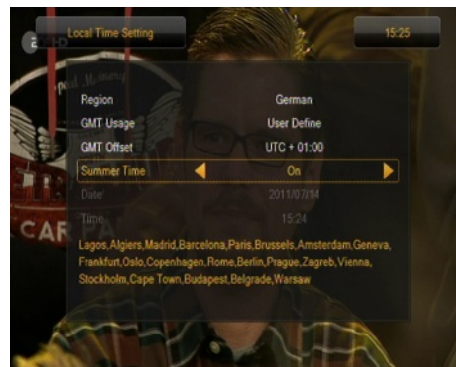 Local Time Setting
15:25
Region German
GMT Usage User Define
GMT Offset UTC + 01:00
Summer Time On
Date 2011/07/14
Time 15:24
Lagos,Algiers,Madrid,Barcelona,Paris,Brussels,Amsterdam,Geneva,
Frankfurt,Oslo,Copenhagen,Rome,Berlin,Prague,Zagreb,Vienna,
Stockholm,Cape Town,Budapest,Belgrade,Warsaw
CAR PA